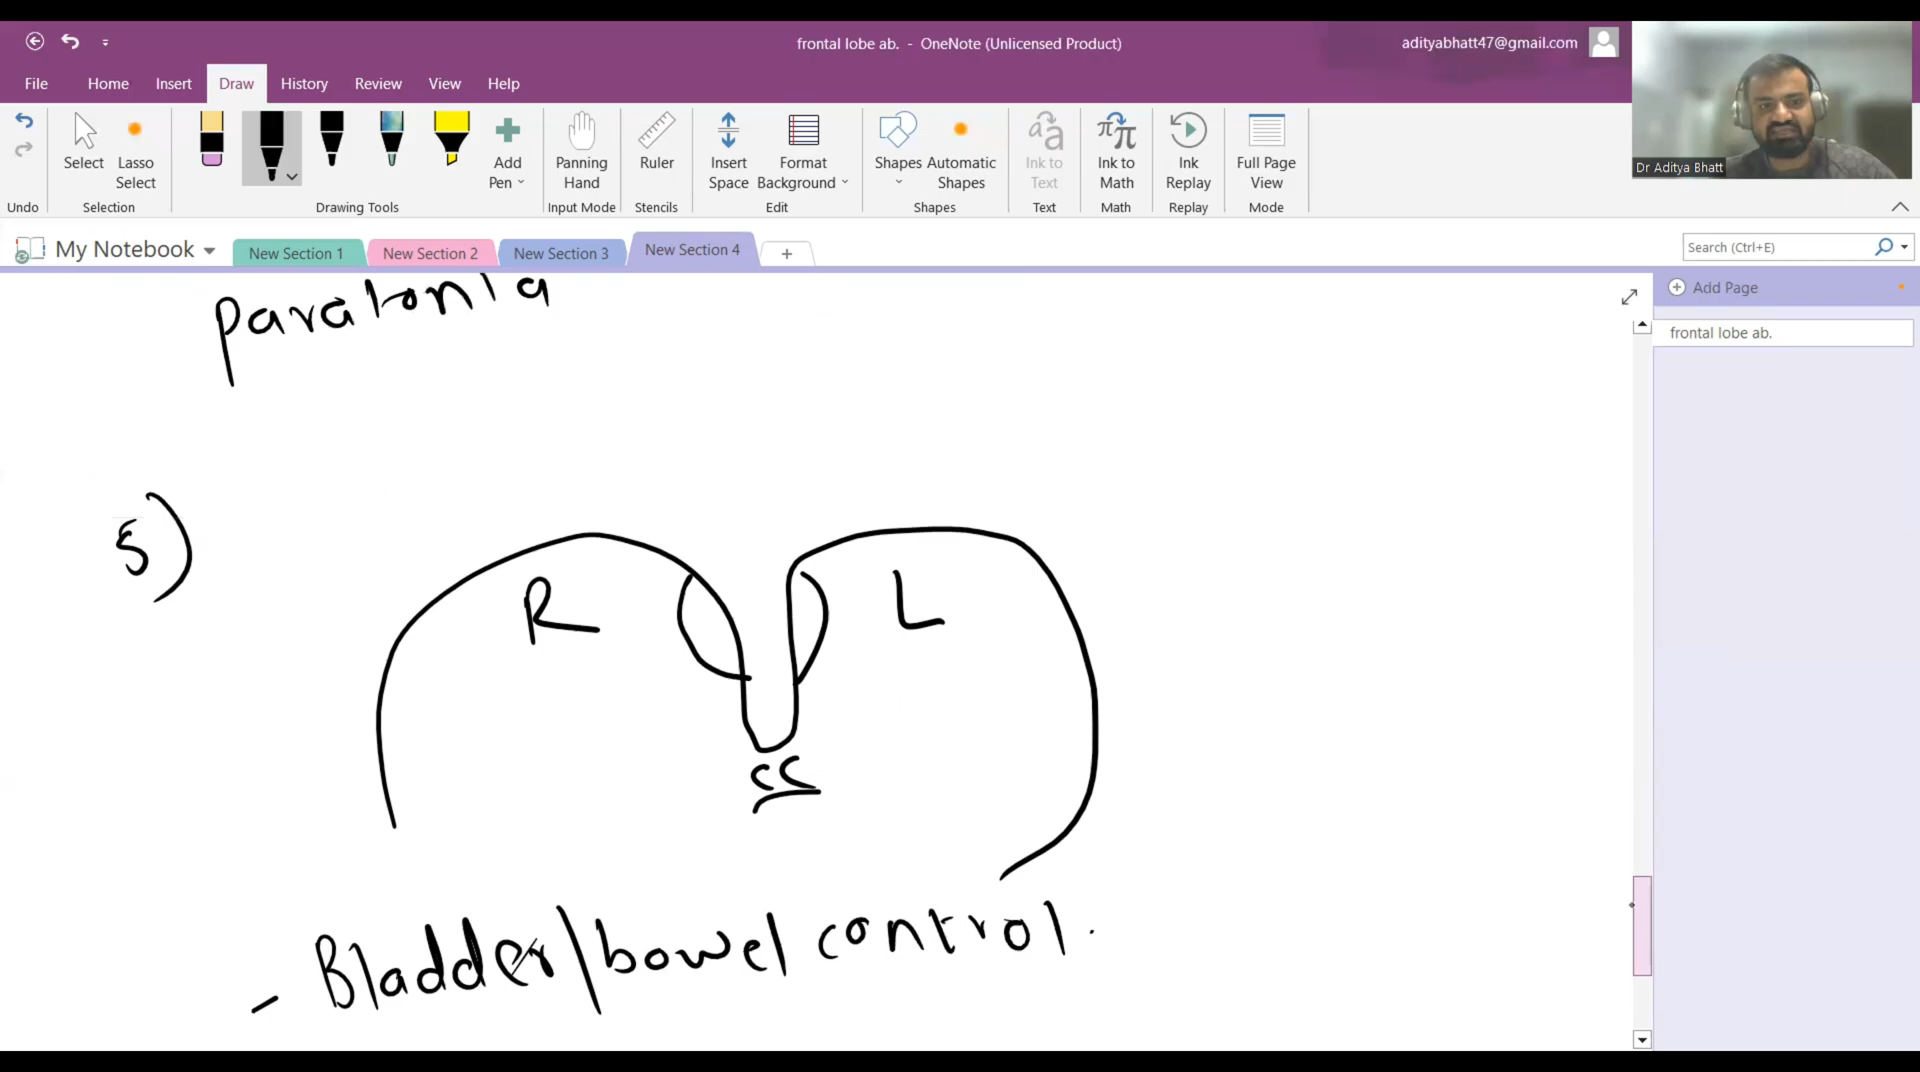 frontal lobe ab. - OneNote (Unlicensed Product)
adityabhatt47@gmail.com
File Home Insert Draw History Review View Help
Select
Lasso Select
Add Pen
Panning Hand
Ruler
Insert Space
Format Background
Shapes
Automatic Shapes
Ink to Text
Ink to Math
Ink Replay
Full Page View
Undo Selection Drawing Tools Input Mode Stencils Edit Shapes Text Math Replay Mode
Dr Aditya Bhatt
My Notebook New Section 1 New Section 2 New Section 3 New Section 4 +
Search (Ctrl+E)
Add Page
frontal lobe ab.
paratonia
5)
R L
CC
- Bladder/bowel control.